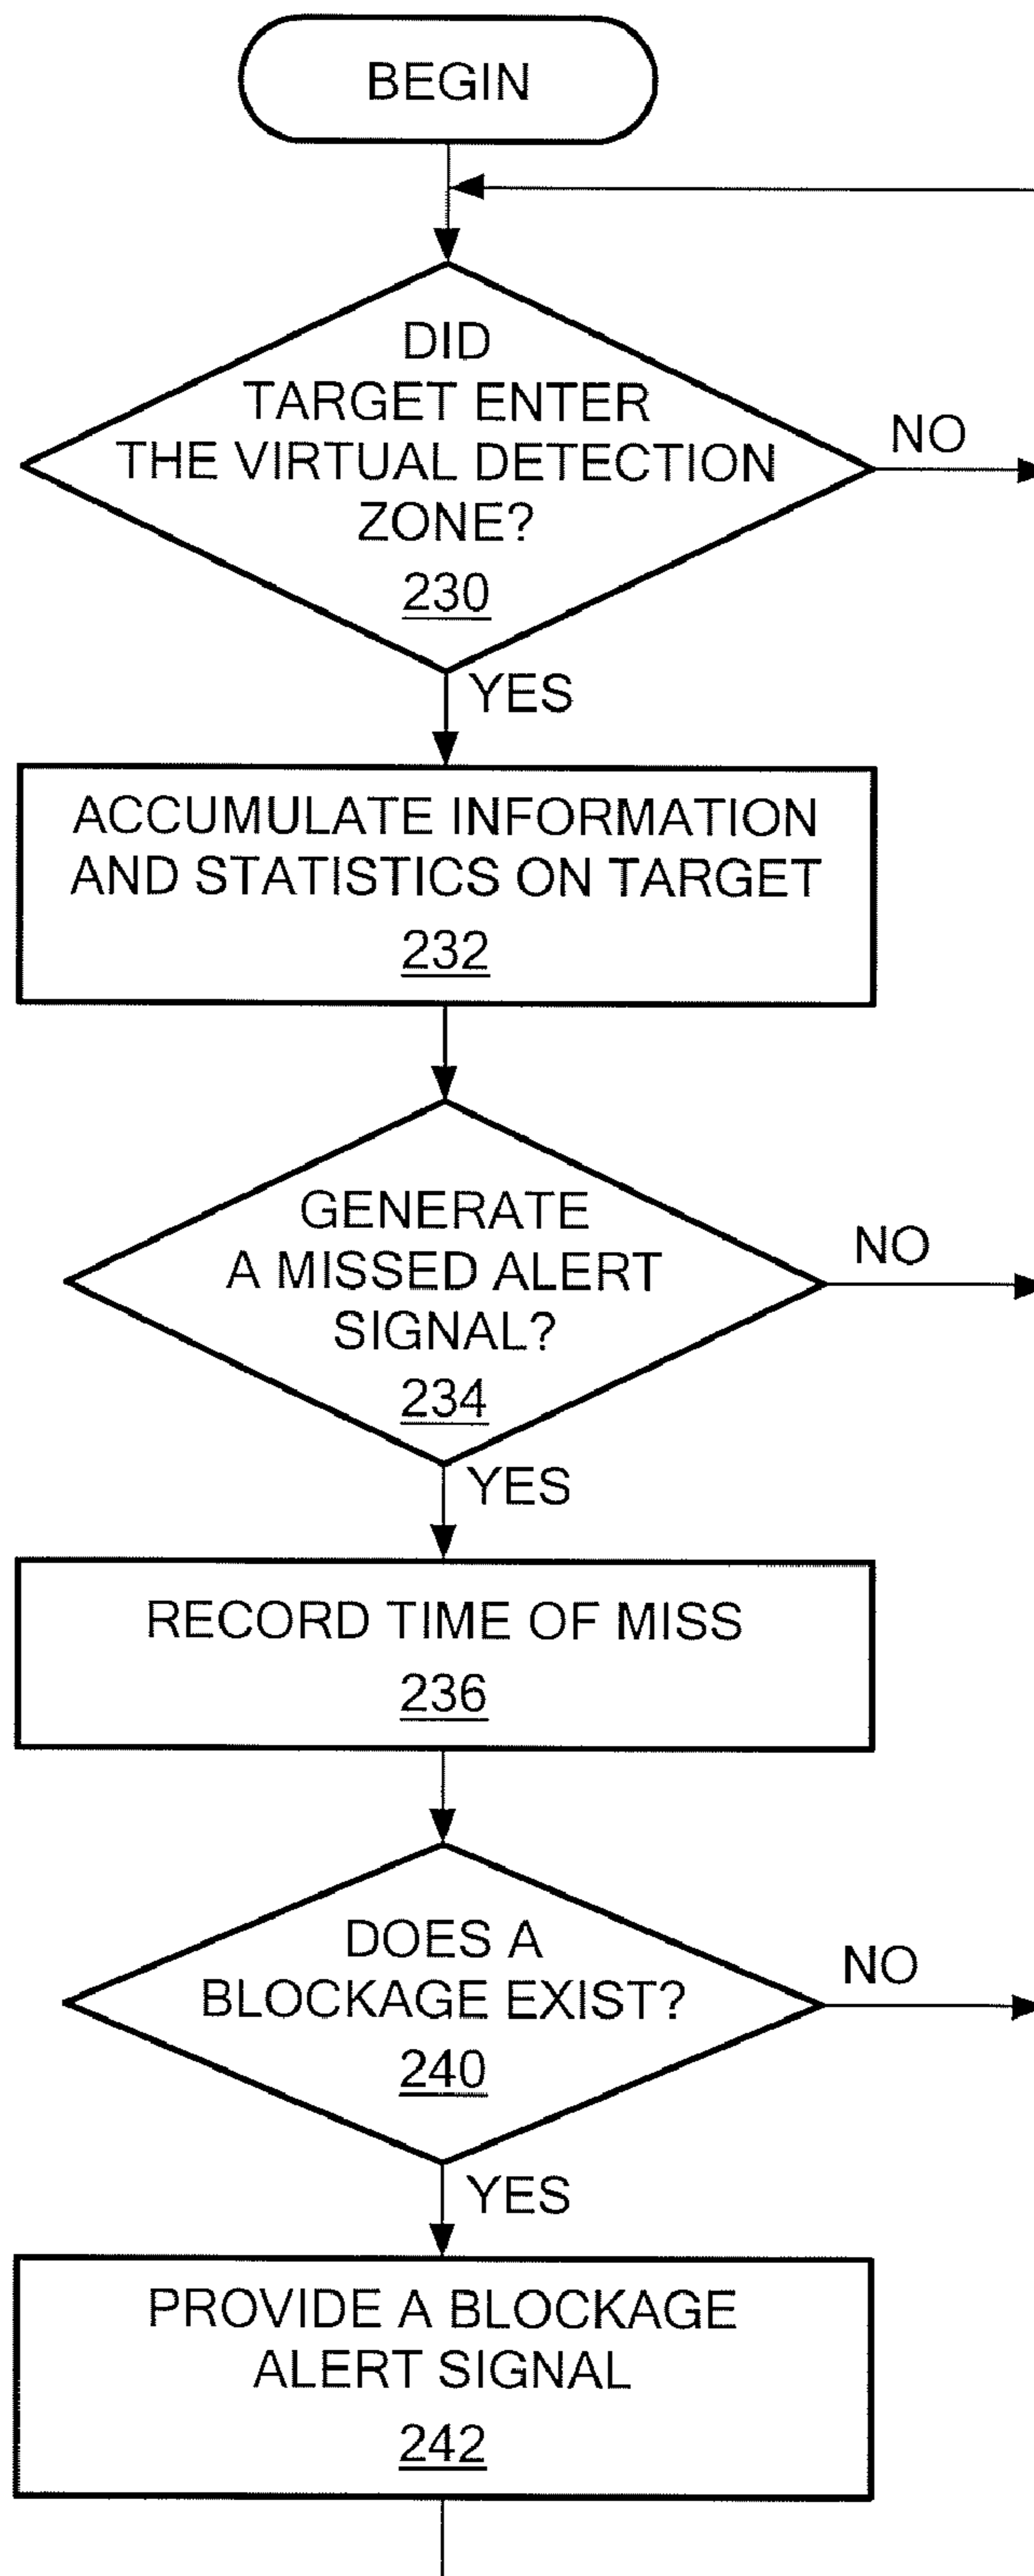 BEGIN
DID
TARGET ENTER
THE VIRTUAL DETECTION
ZONE?
230
NO
YES
ACCUMULATE INFORMATION
AND STATISTICS ON TARGET
232
GENERATE
A MISSED ALERT
SIGNAL?
234
NO
YES
RECORD TIME OF MISS
236
DOES A
BLOCKAGE EXIST?
240
NO
YES
PROVIDE A BLOCKAGE
ALERT SIGNAL
242